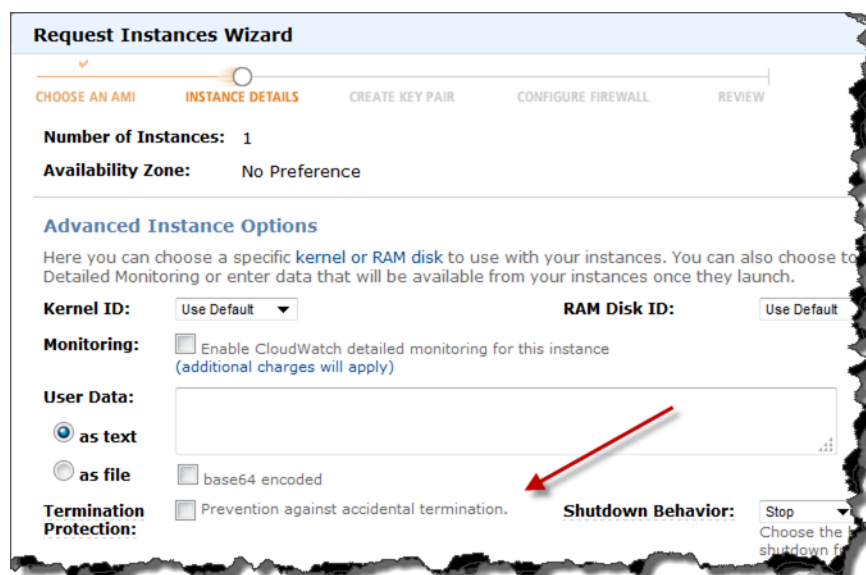 Request Instances Wizard
CHOOSE AN AMI INSTANCE DETAILS CREATE KEY PAIR CONFIGURE FIREWALL REVIEW
Number of Instances: 1
Availability Zone: No Preference
Advanced Instance Options
Here you can choose a specific kernel or RAM disk to use with your instances. You can also choose to
Detailed Monitoring or enter data that will be available from your instances once they launch.
Kernel ID: Use Default RAM Disk ID: Use Default
Monitoring: Enable CloudWatch detailed monitoring for this instance
(additional charges will apply)
User Data:
as text
as file base64 encoded
Termination Protection: Prevention against accidental termination. Shutdown Behavior: Stop
Choose the
shutdown